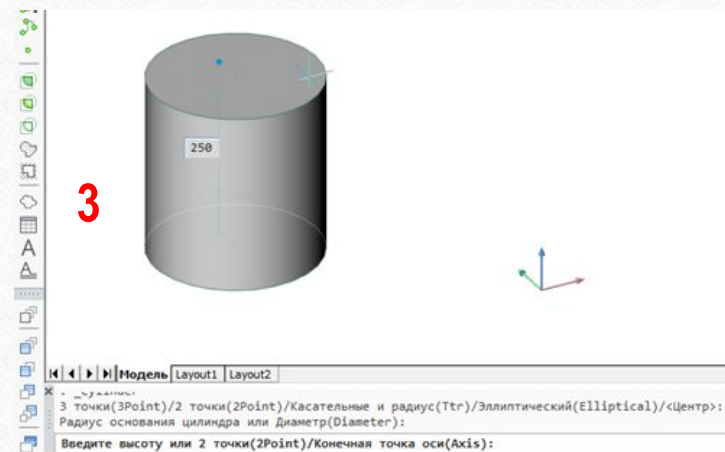 250
3
Модель Layout1 Layout2
: _cylinder
3 точки(3Point)/2 точки(2Point)/Касательные и радиус(Ttr)/Эллиптический(Elliptical)/<Центр>:
Радиус основания цилиндра или Диаметр(Diameter):
Введите высоту или 2 точки(2Point)/Конечная точка оси(Axis):